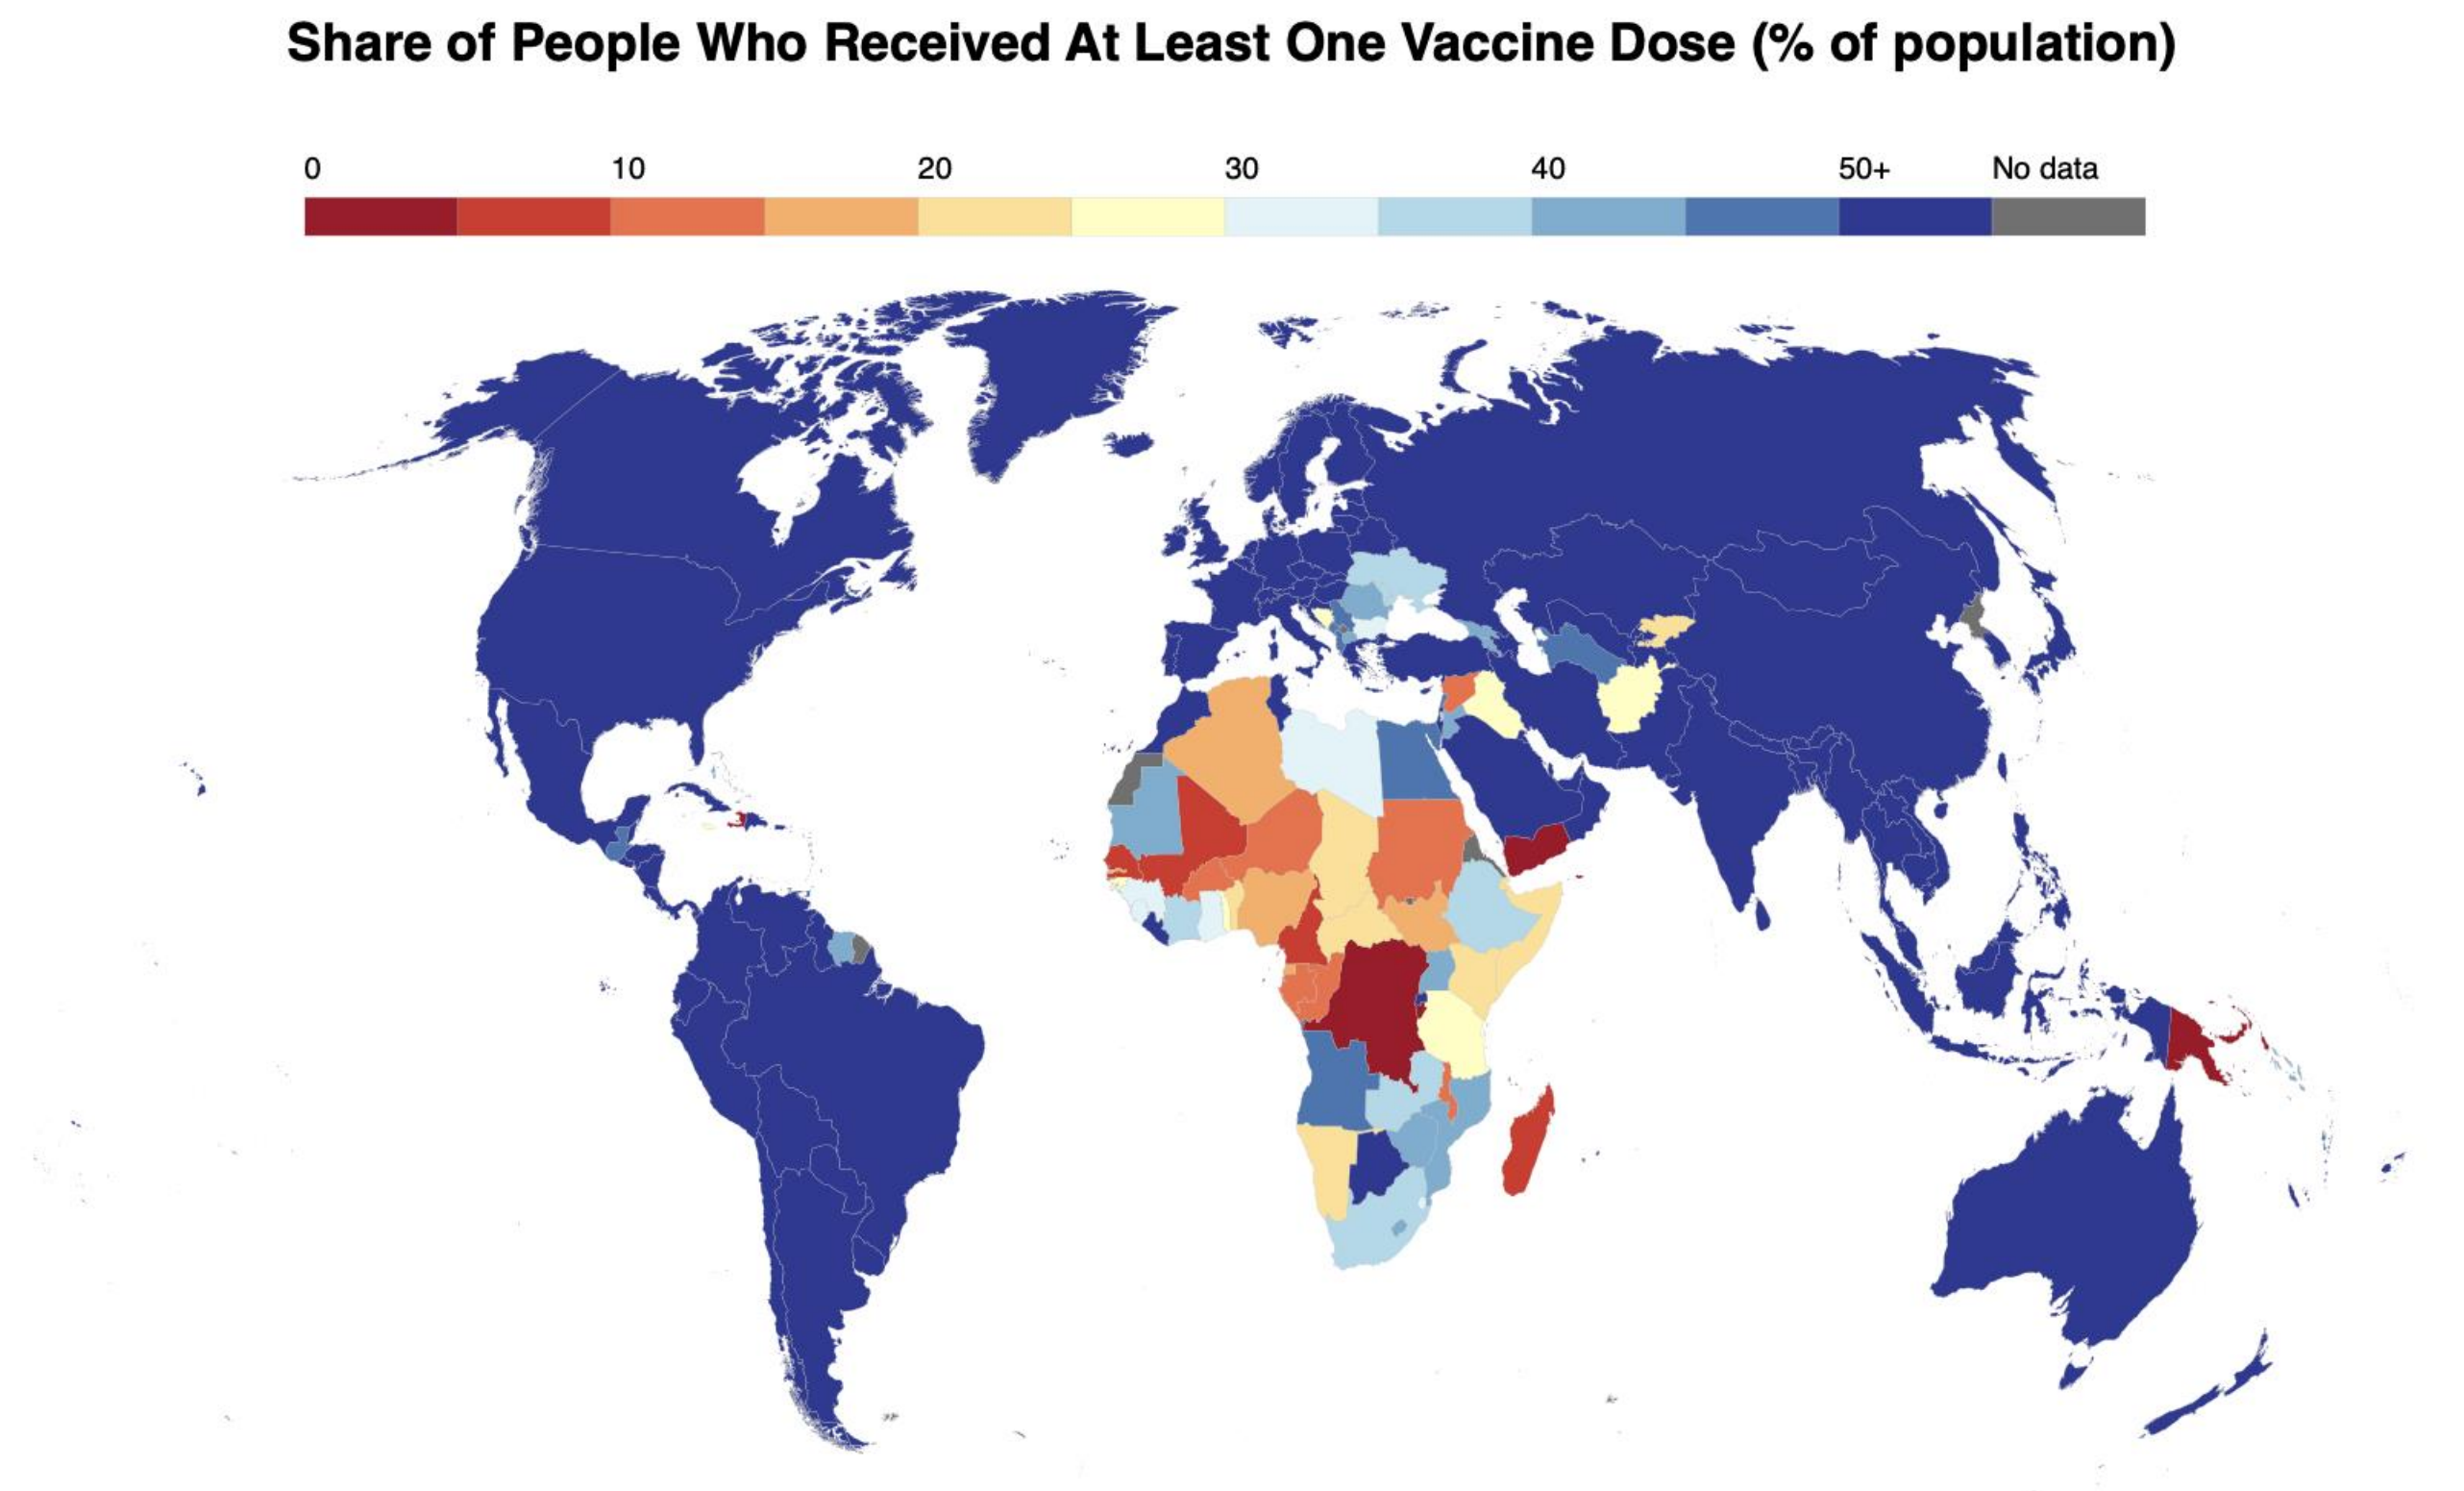 Share of People Who Received At Least One Vaccine Dose (% of population)
0 10 20 30 40 50+ No data